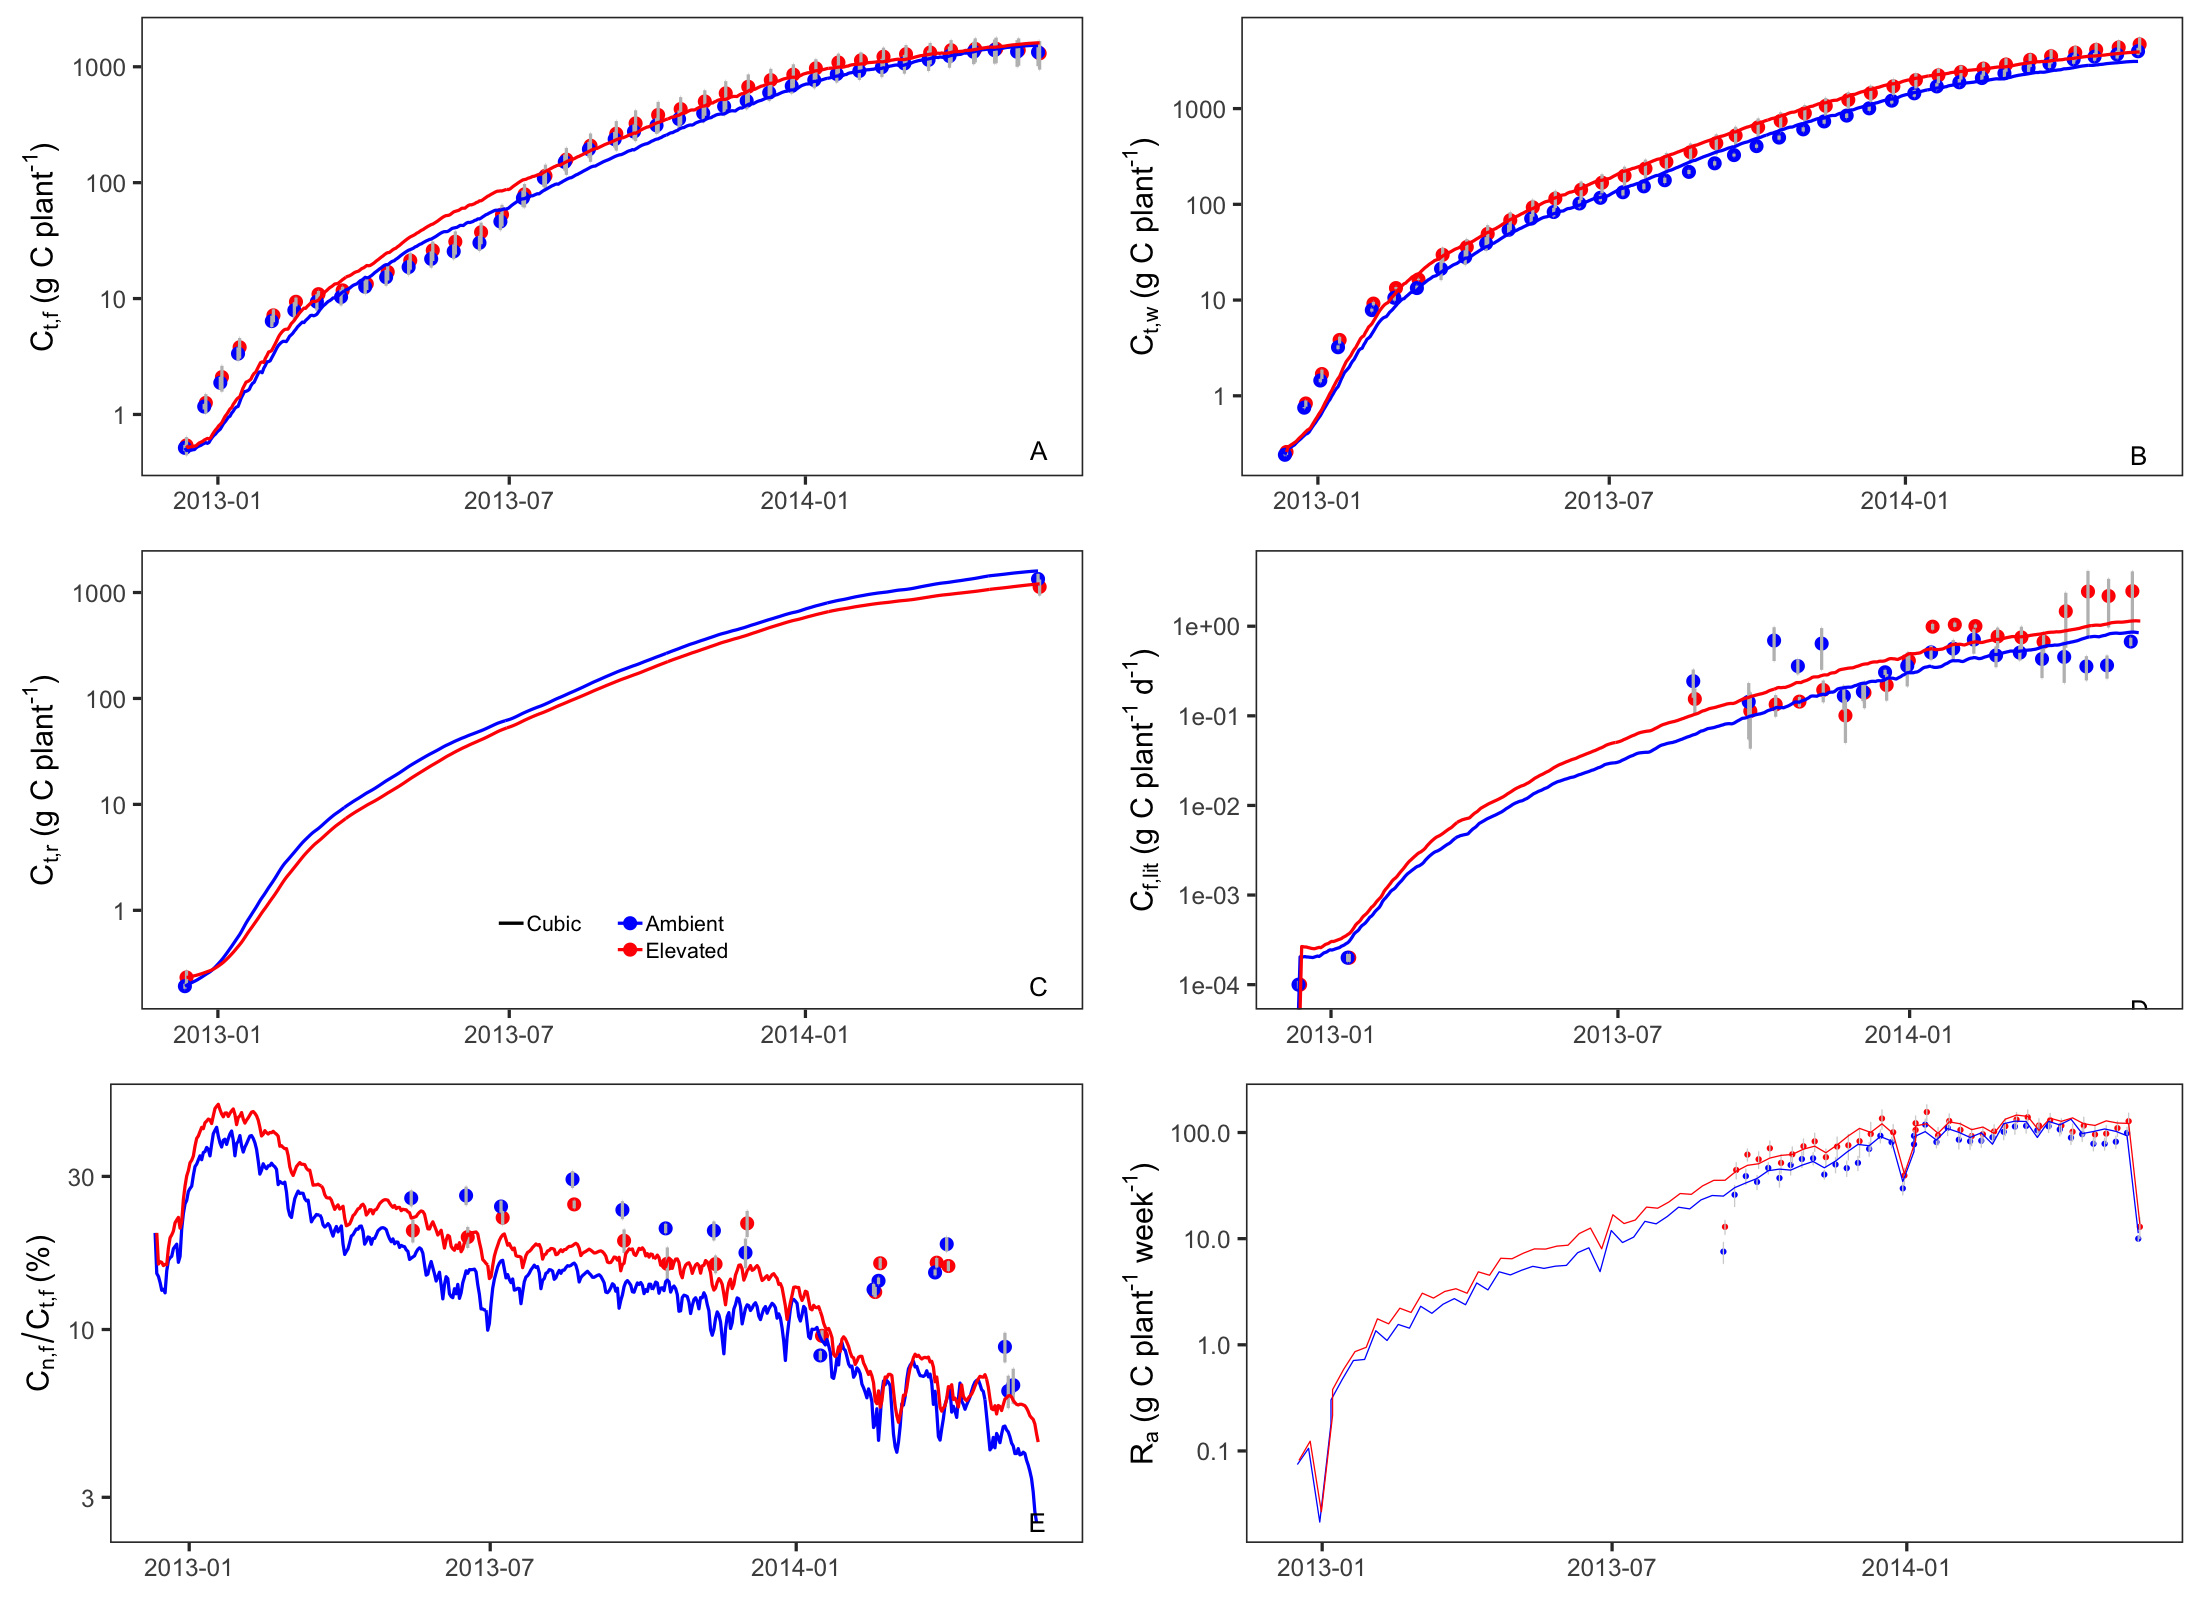 C_t,f (g C plant^-1)
1000
100
10
1
A
2013-01 2013-07 2014-01
C_t,w (g C plant^-1)
1000
100
10
1
B
2013-01 2013-07 2014-01
C_t,r (g C plant^-1)
1000
100
10
1
Cubic Ambient
Elevated
C
2013-01 2013-07 2014-01
C_f,lit (g C plant^-1 d^-1)
1e+00
1e-01
1e-02
1e-03
1e-04
D
2013-01 2013-07 2014-01
C_n,f/C_t,f (%)
30
10
3
E
2013-01 2013-07 2014-01
R_a (g C plant^-1 week^-1)
100.0
10.0
1.0
0.1
2013-01 2013-07 2014-01